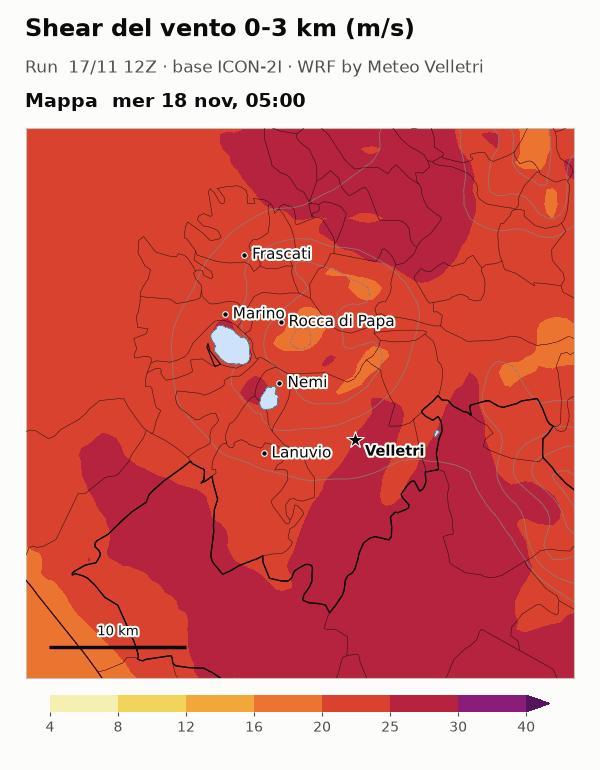 Shear del vento 0-3 km (m/s)
Run  17/11 12Z · base ICON-2I · WRF by Meteo Velletri
Mappa  mer 18 nov, 05:00
Frascati
Marino
Rocca di Papa
Nemi
Velletri
Lanuvio
10 km
4 8 12 16 20 25 30 40